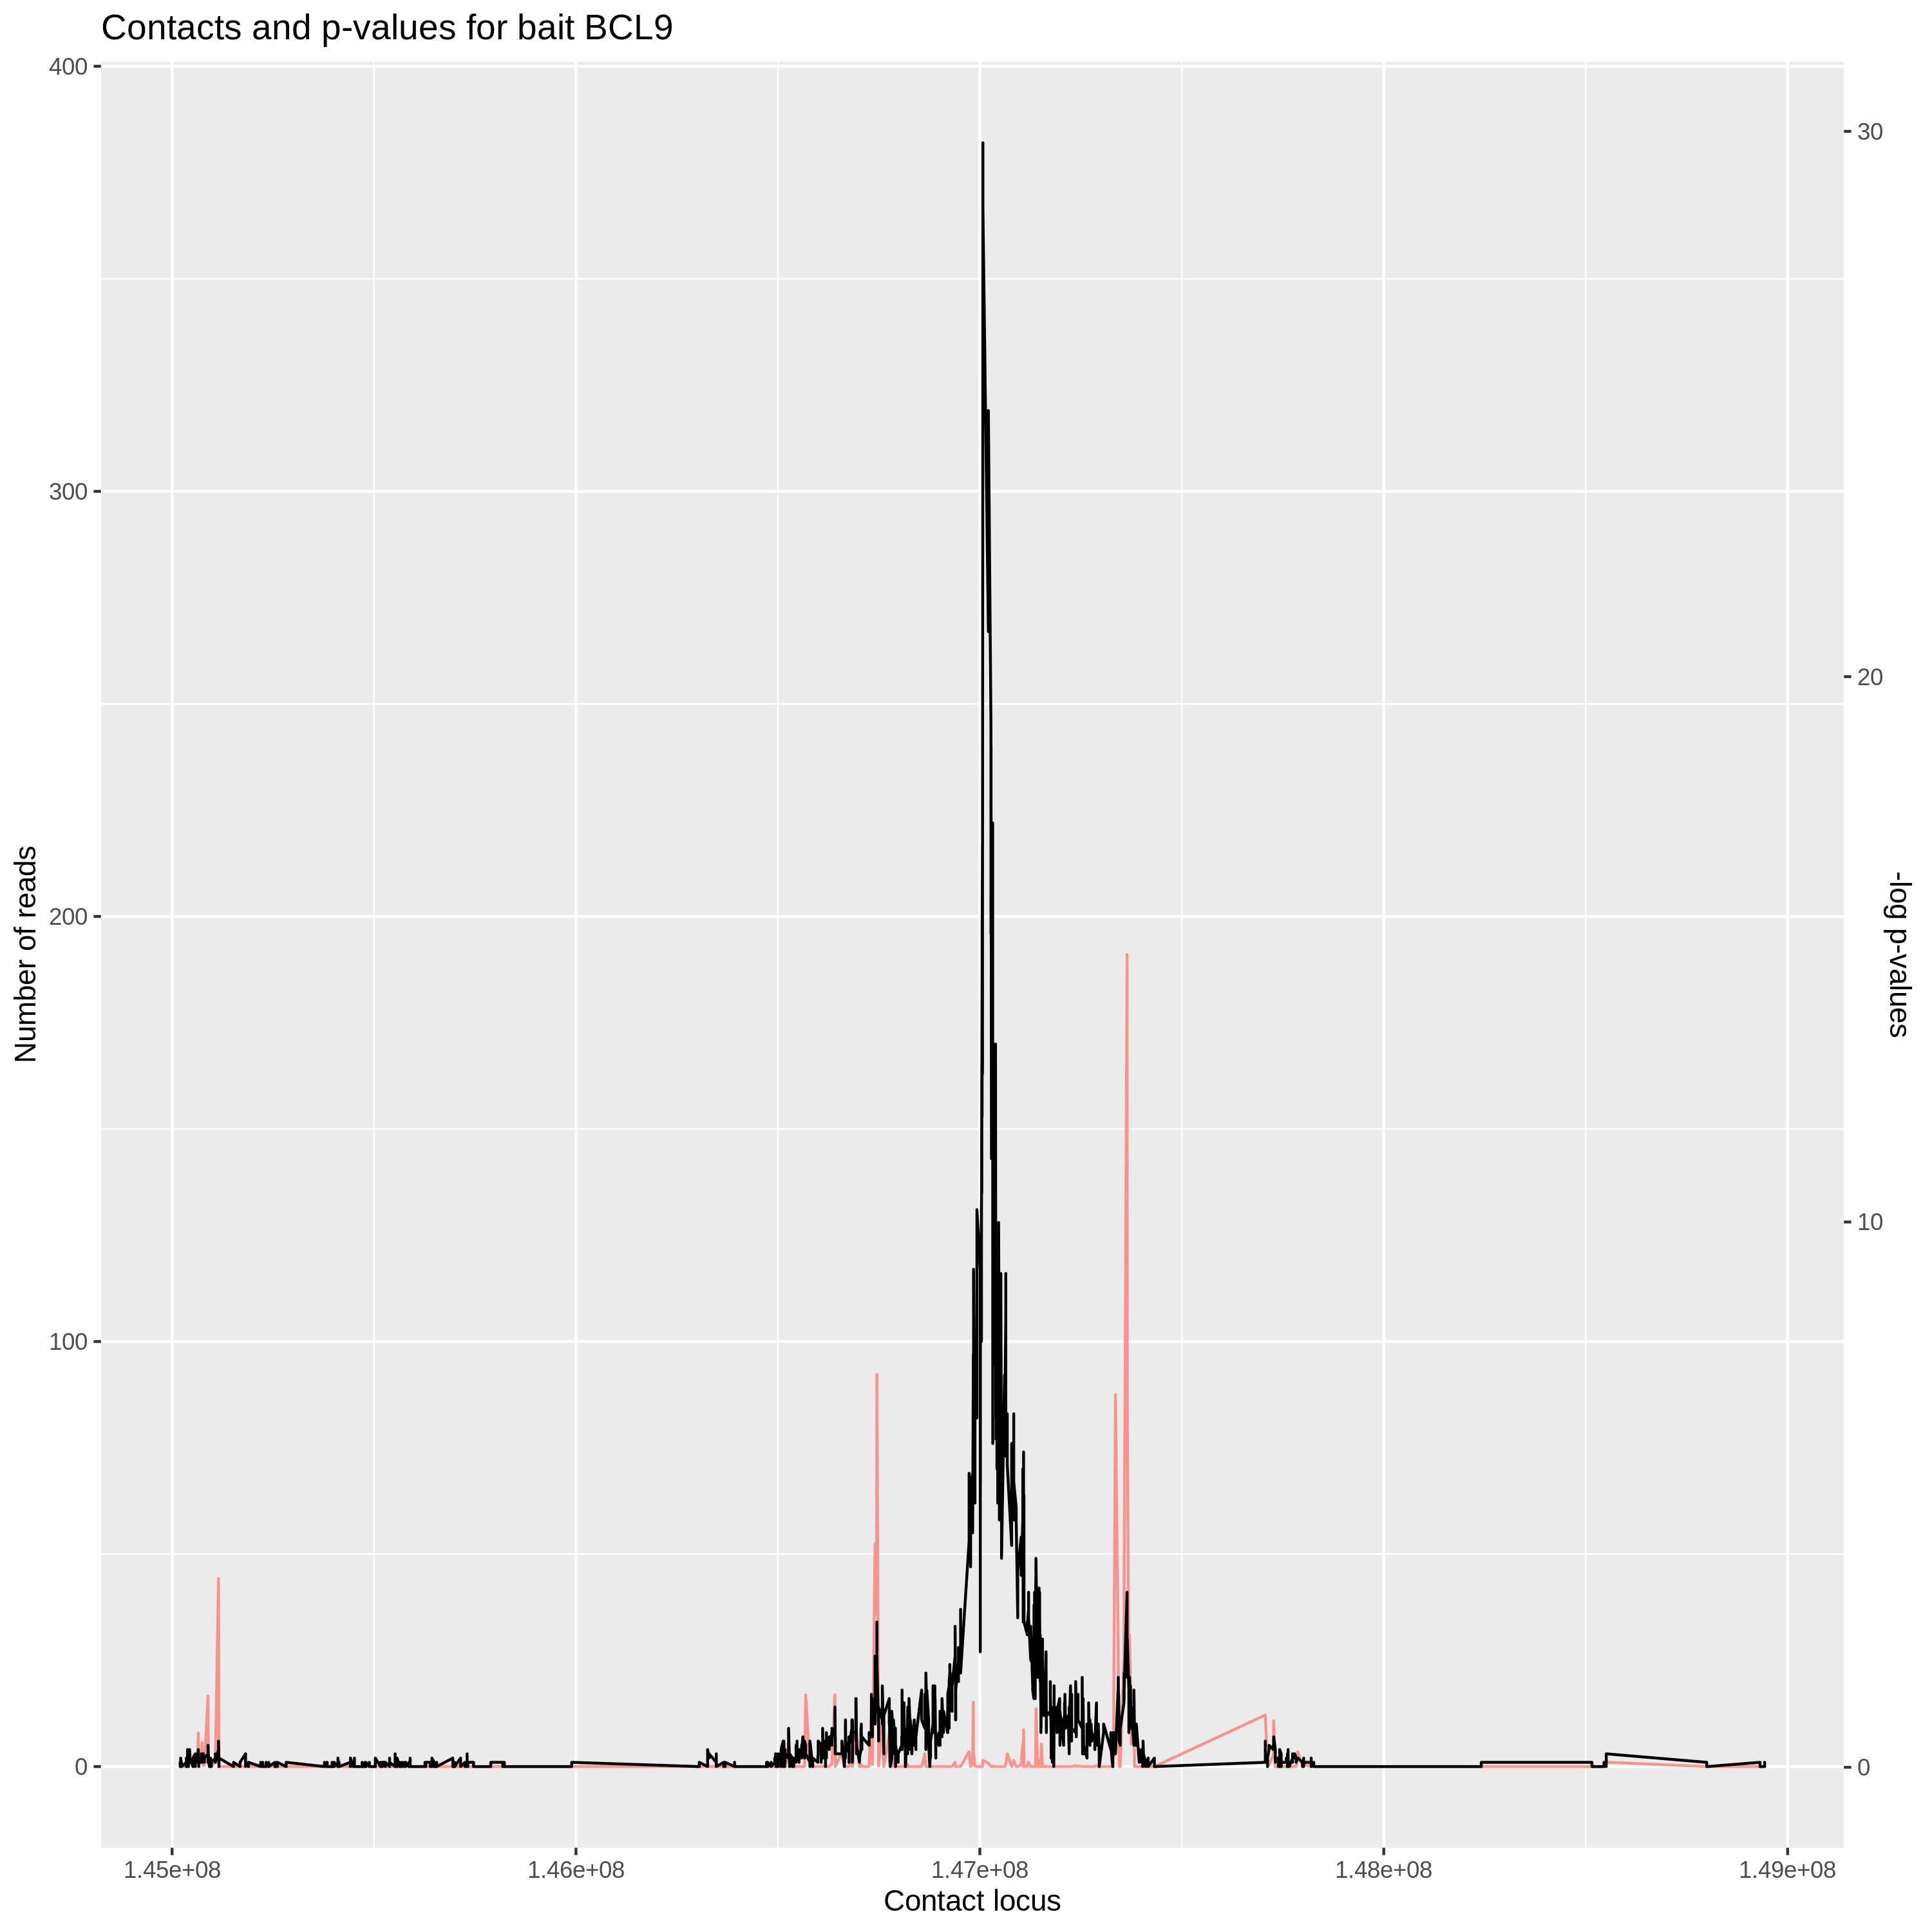 Contacts and p-values for bait BCL9
400
300
200
100
0
Number of reads
30
20
10
0
-log p-values
1.45e+08
1.46e+08
1.47e+08
1.48e+08
1.49e+08
Contact locus